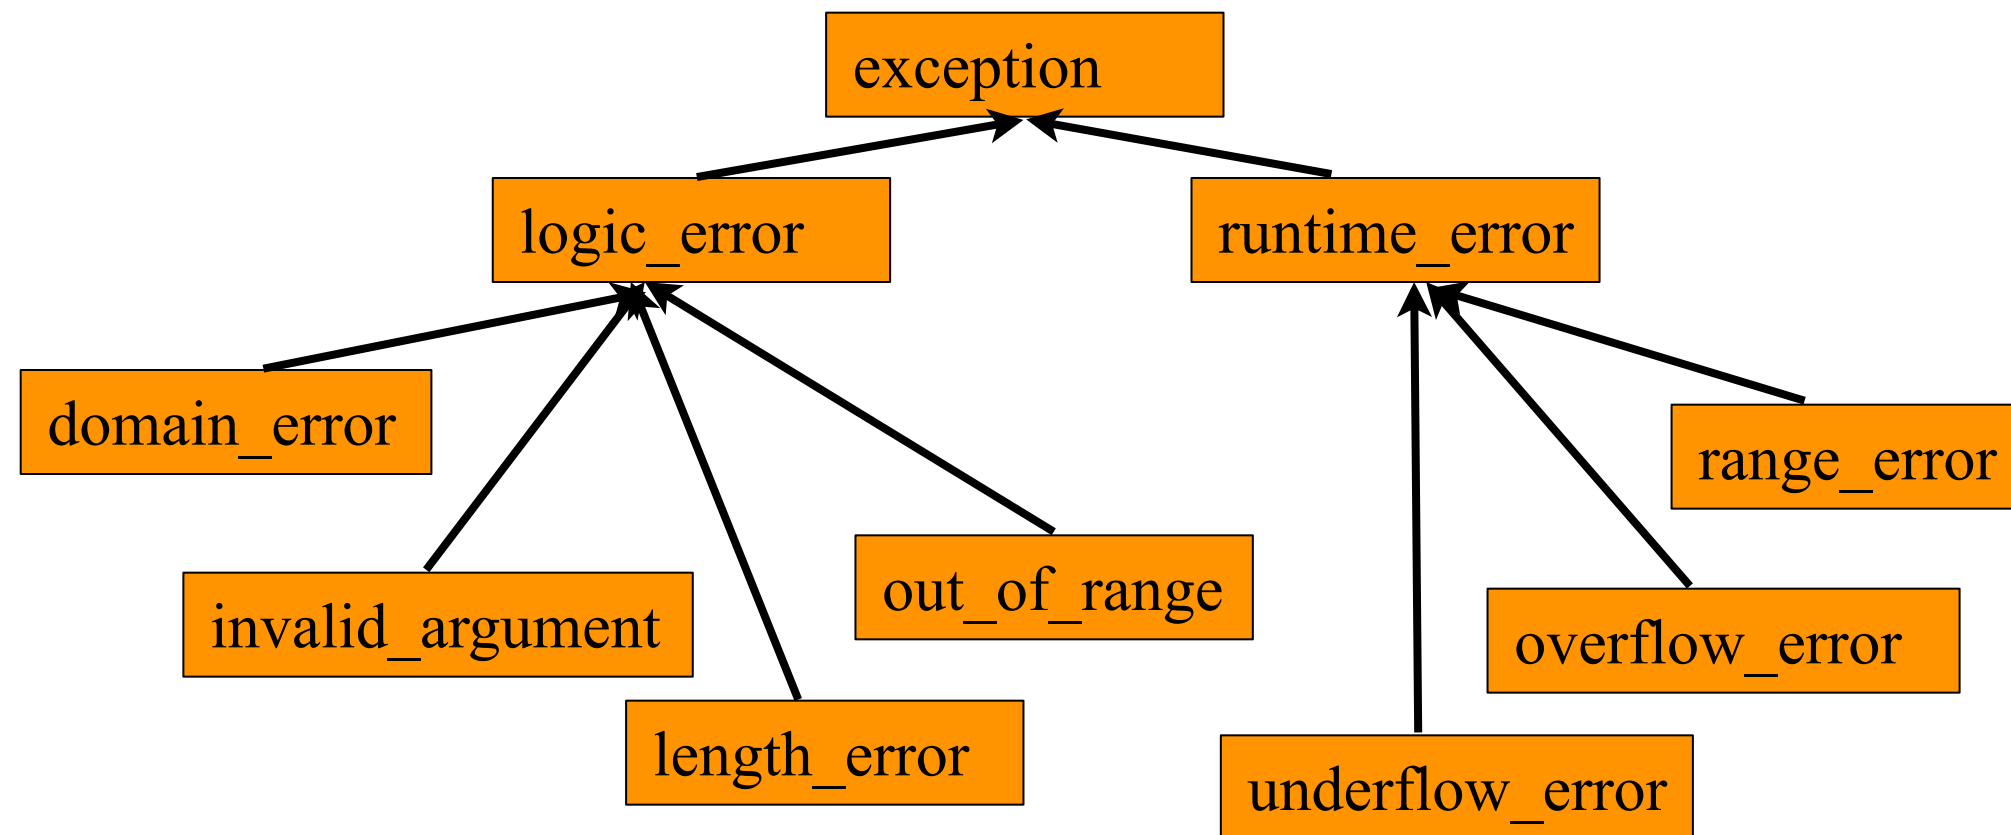 exception
logic_error
runtime_error
domain_error
range_error
invalid_argument
out_of_range
overflow_error
length_error
underflow_error